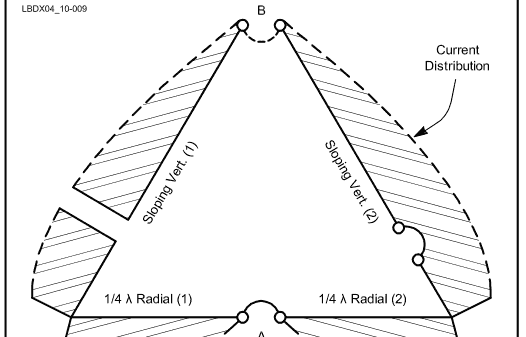 LBDX04_10-009
B
Current
Distribution
Sloping Vert. (1)
Sloping Vert. (2)
1/4 λ Radial (1)
1/4 λ Radial (2)
A